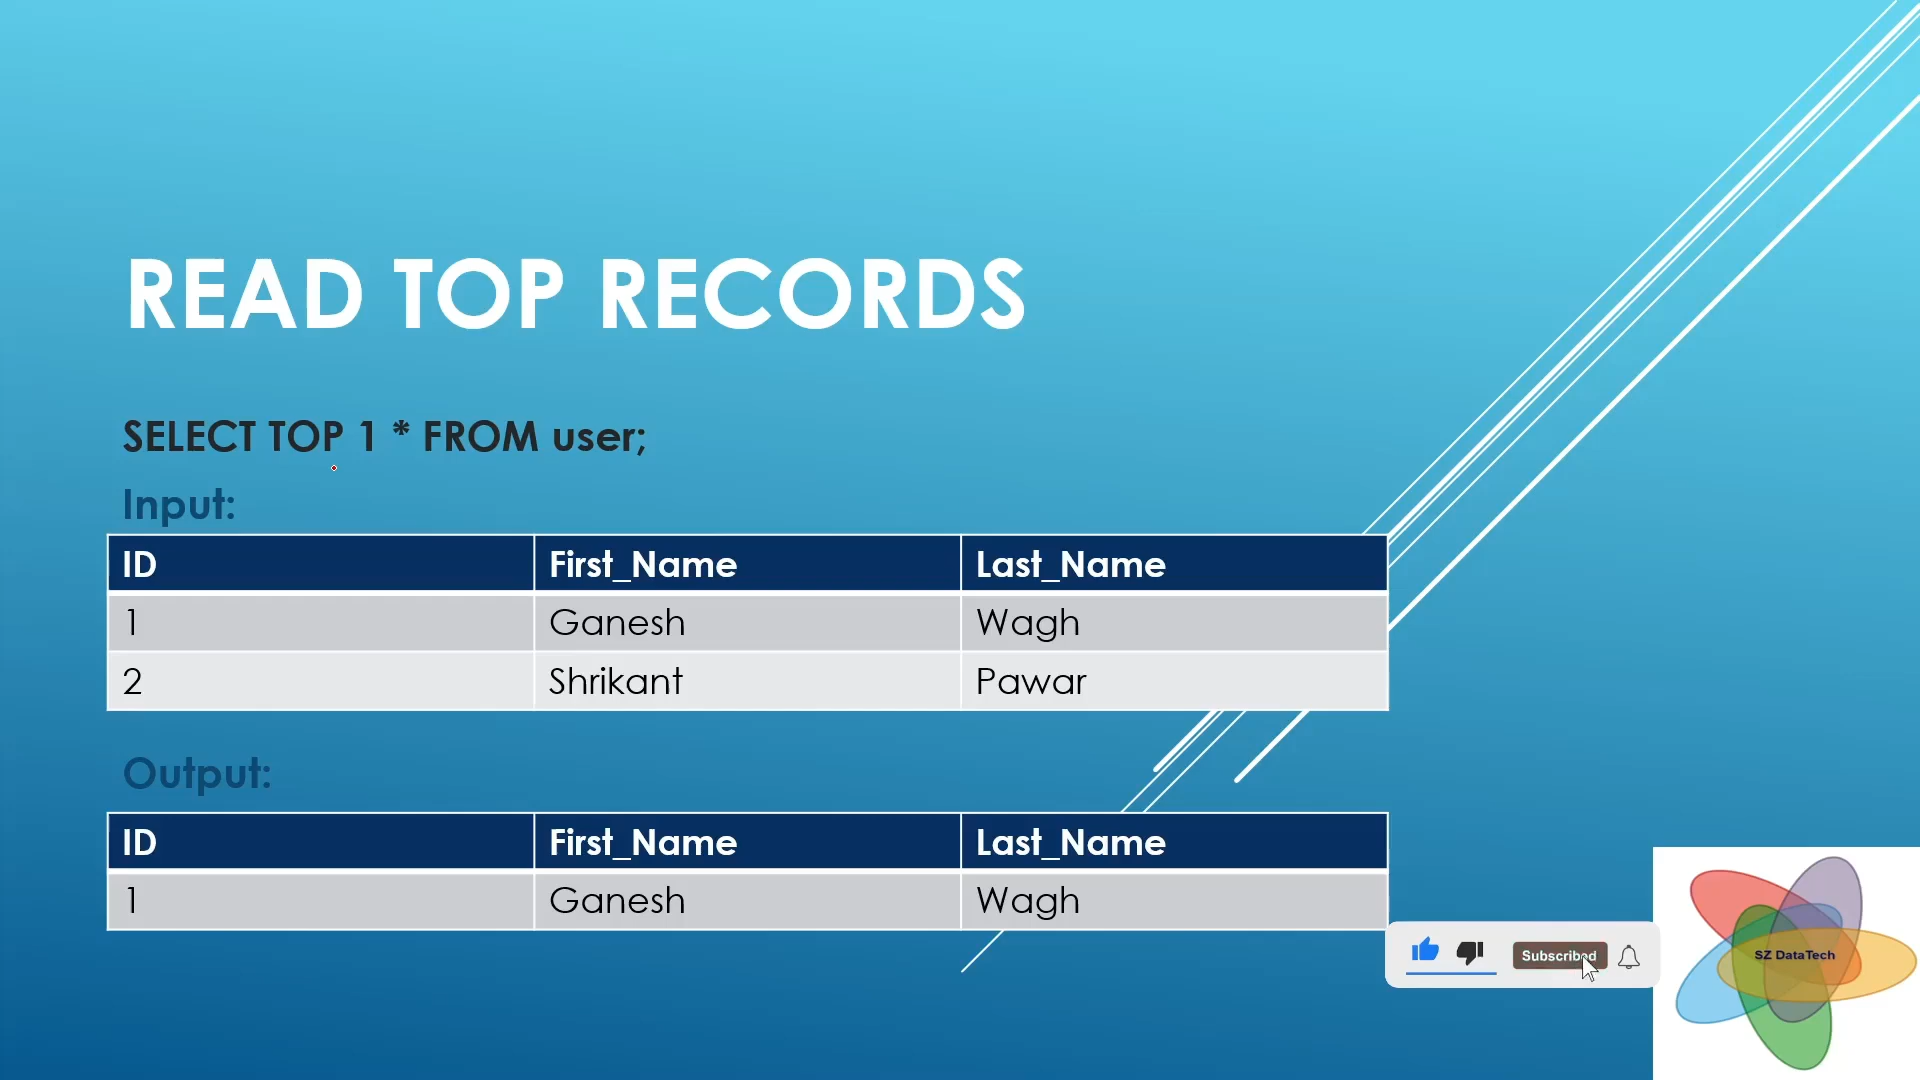 READ TOP RECORDS
SELECT TOP 1 * FROM user;
Input:
ID First_Name Last_Name
1 Ganesh Wagh
2 Shrikant Pawar
Output:
ID First_Name Last_Name
1 Ganesh Wagh
Subscribed
SZ DataTech